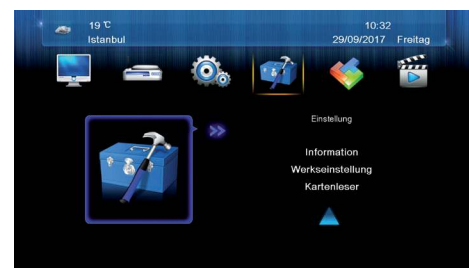 19 ℃ 10:32
Istanbul 29/09/2017 Freitag
Einstellung
Information
Werkseinstellung
Kartenleser